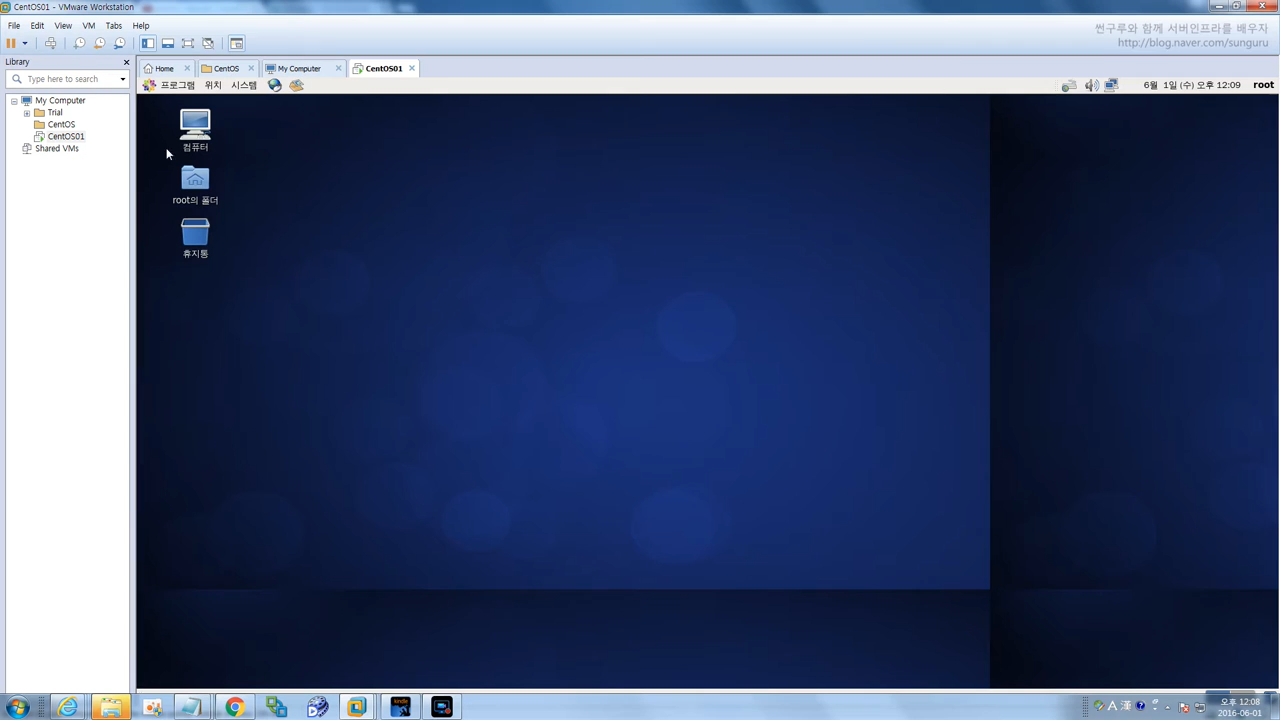 CentOS01 - VMware Workstation
File Edit View VM Tabs Help
썬구루와 함께 서버인프라를 배우자
http://blog.naver.com/sunguru
Library
Type here to search
My Computer
Trial
CentOS
CentOS01
Shared VMs
Home CentOS My Computer CentOS01
프로그램 위치 시스템
6월 1일 (수) 오후 12:09 root
컴퓨터
root의 폴더
휴지통
kindle
A 漢
오후 12:08
2016-06-01